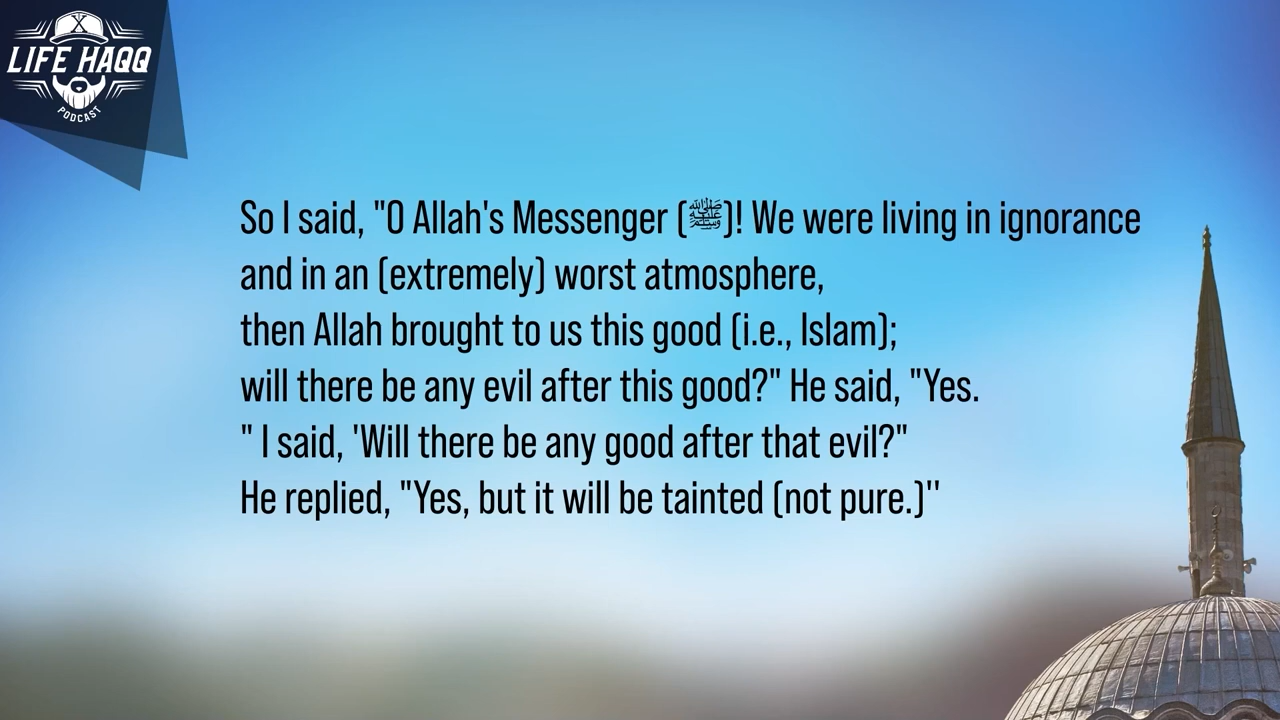 LIFE HAQQ
PODCAST
So I said, "O Allah's Messenger (ﷺ)! We were living in ignorance
and in an (extremely) worst atmosphere,
then Allah brought to us this good (i.e., Islam);
will there be any evil after this good?" He said, "Yes.
" I said, 'Will there be any good after that evil?"
He replied, "Yes, but it will be tainted (not pure.)''